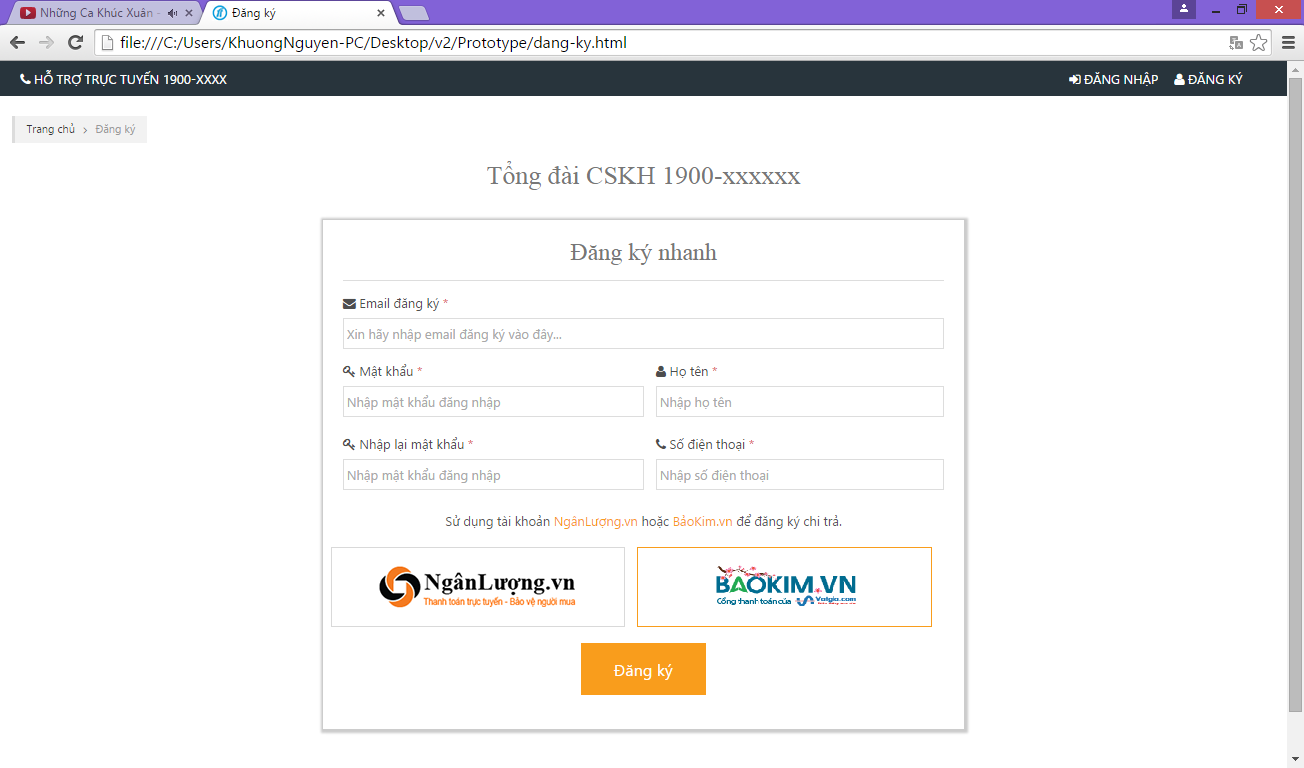 Những Ca Khúc Xuân -
Đăng ký
file:///C:/Users/KhuongNguyen-PC/Desktop/v2/Prototype/dang-ky.html
HỖ TRỢ TRỰC TUYẾN 1900-XXXX
ĐĂNG NHẬP ĐĂNG KÝ
Trang chủ > Đăng ký
Tổng đài CSKH 1900-xxxxxx
Đăng ký nhanh
Email đăng ký *
Xin hãy nhập email đăng ký vào đây...
Mật khẩu * Họ tên *
Nhập mật khẩu đăng nhập Nhập họ tên
Nhập lại mật khẩu * Số điện thoại *
Nhập mật khẩu đăng nhập Nhập số điện thoại
Sử dụng tài khoản NgânLượng.vn hoặc BảoKim.vn để đăng ký chi trả.
NgânLượng.vn
Thanh toán trực tuyến - Bảo vệ người mua
BAOKIM.VN
Cổng thanh toán của Vatgia.com
Đăng ký